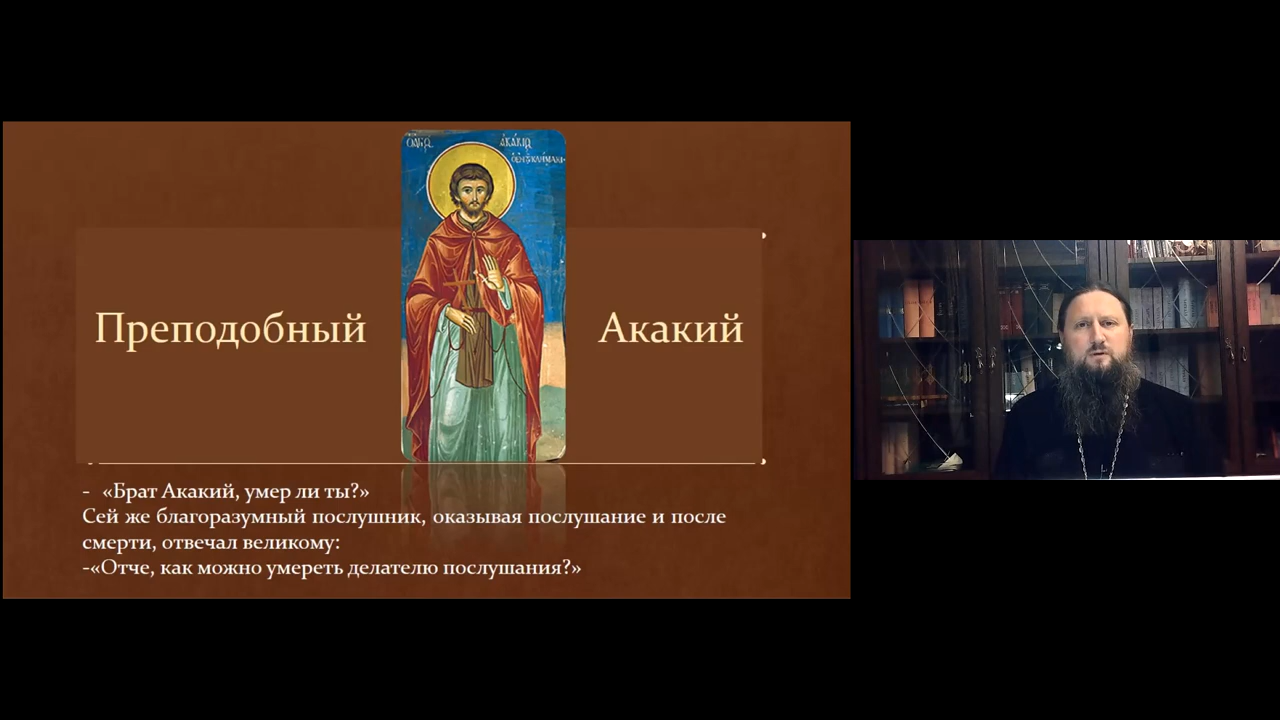 Преподобный
Акакий
- «Брат Акакий, умер ли ты?»
Сей же благоразумный послушник, оказывая послушание и после
смерти, отвечал великому:
-«Отче, как можно умереть делателю послушания?»